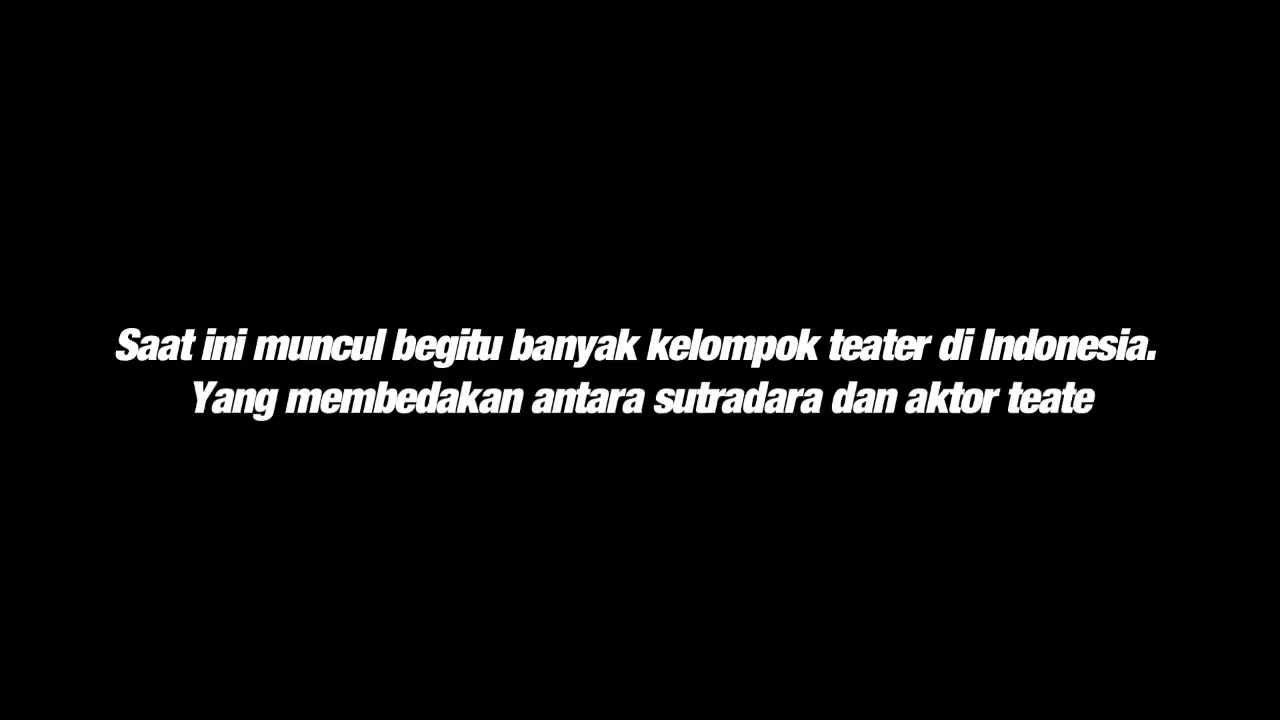 Saat ini muncul begitu banyak kelompok teater di Indonesia.
Yang membedakan antara sutradara dan aktor teate